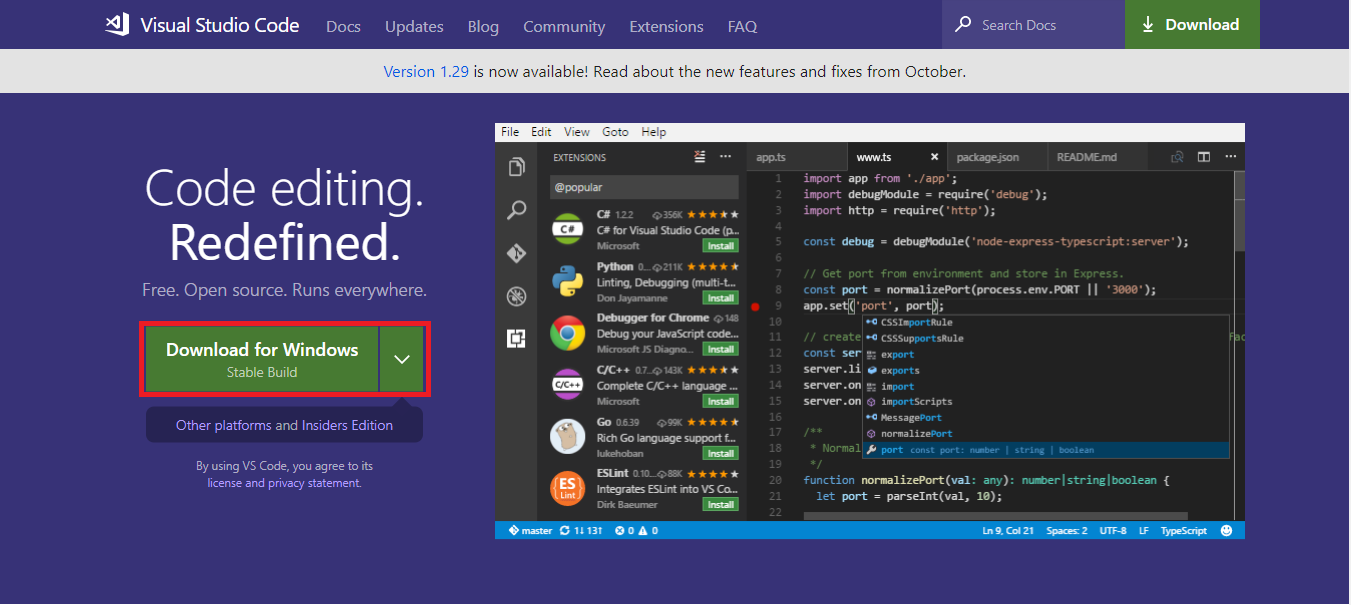 Visual Studio Code Docs Updates Blog Community Extensions FAQ Search Docs Download
Version 1.29 is now available! Read about the new features and fixes from October.
Code editing.
Redefined.
Free. Open source. Runs everywhere.
Download for Windows
Stable Build
Other platforms and Insiders Edition
By using VS Code, you agree to its
license and privacy statement.
File Edit View Goto Help
EXTENSIONS ...
@popular
C# 1.2.2 356K
C# for Visual Studio Code (p...
Microsoft Install
Python 0.... 211K
Linting, Debugging (multi-t...
Don Jayamanne Install
Debugger for Chrome 148
Debug your JavaScript code...
Microsoft JS Diagno... Install
C/C++ 0.7... 143K
Complete C/C++ language ...
Microsoft Install
Go 0.6.39 99K
Rich Go language support f...
lukehoban Install
ESLint 0.10... 88K
Integrates ESLint into VS Co...
Dirk Baeumer Install
C#
C/C++
ES
Lint
app.ts www.ts × package.json README.md ...
1 import app from './app';
2 import debugModule = require('debug');
3 import http = require('http');
4
5 const debug = debugModule('node-express-typescript:server');
6
7 // Get port from environment and store in Express.
8 const port = normalizePort(process.env.PORT || '3000');
9 app.set('port', port);
10
11 // create
12 const ser
13 server.li
14 server.on
15 server.on
16
17 /**
18 * Normal
19 */
20 function normalizePort(val: any): number|string|boolean {
21 let port = parseInt(val, 10);
22
CSSImportRule
CSSSupportsRule
export
exports
import
importScripts
MessagePort
normalizePort
port const port: number | string | boolean
master 1↓ 13↑ 0 0 Ln 9, Col 21 Spaces: 2 UTF-8 LF TypeScript